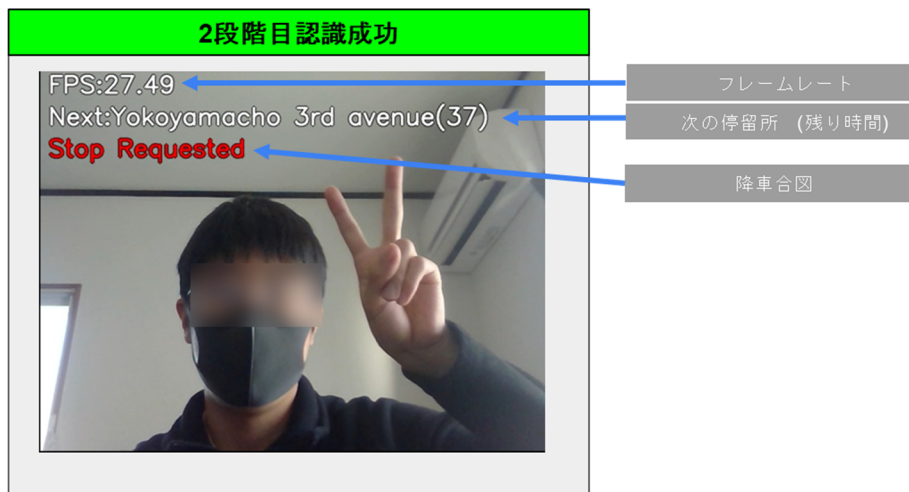 2段階目認識成功
FPS:27.49
Next:Yokoyamacho 3rd avenue(37)
Stop Requested
フレームレート
次の停留所 (残り時間)
降車合図